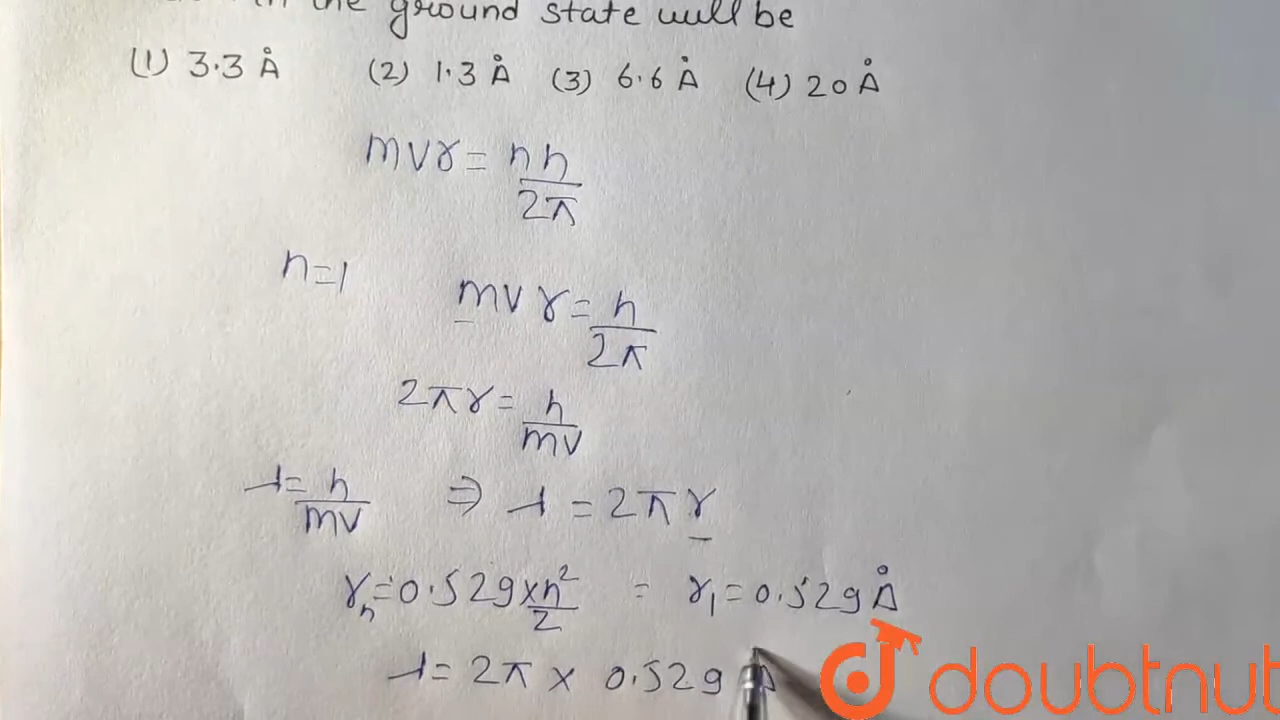 in the ground state will be
(1) 3.3 Å (2) 1.3 Å (3) 6.6 Å (4) 20 Å
mvr = nh/2π
n=1
mvr = h/2π
2πr = h/mv
λ = h/mv ⇒ λ = 2πr
rₙ = 0.529 × n²/Z = r₁ = 0.529 Å
λ = 2π × 0.529 Å
doubtnut